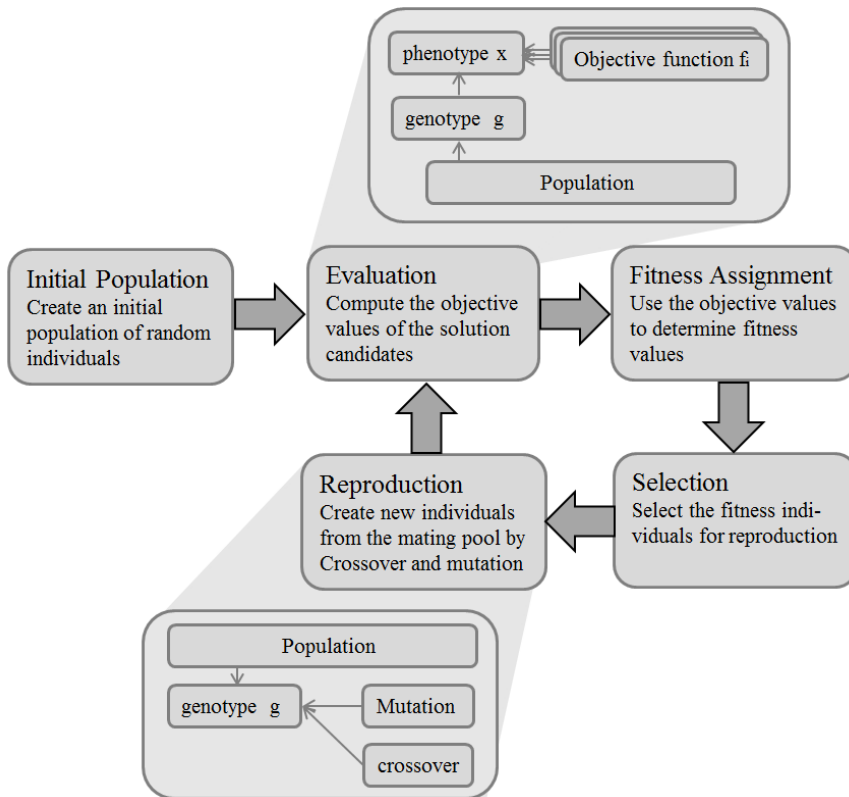 phenotype x
Objective function fi
genotype g
Population
Initial Population
Create an initial
population of random
individuals
Evaluation
Compute the objective
values of the solution
candidates
Fitness Assignment
Use the objective values
to determine fitness
values
Reproduction
Create new individuals
from the mating pool by
Crossover and mutation
Selection
Select the fitness indi-
viduals for reproduction
Population
genotype g
Mutation
crossover